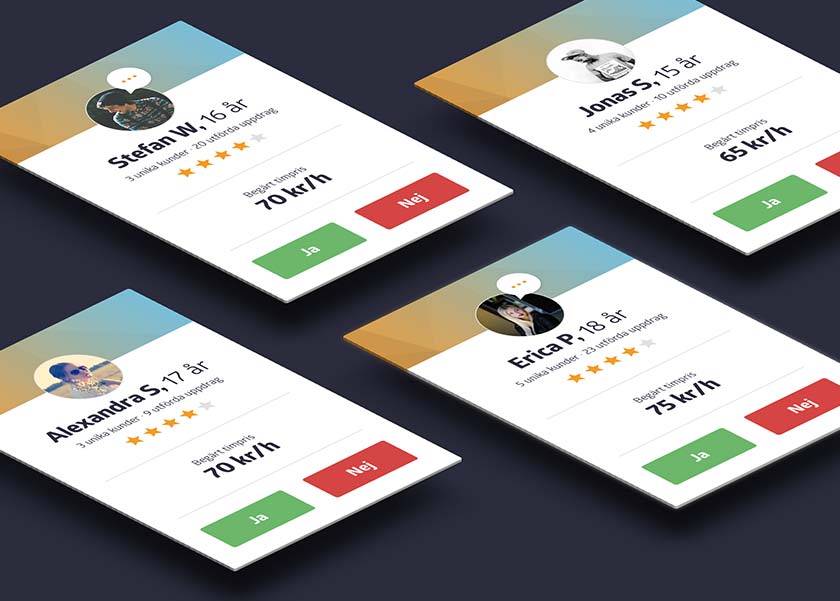 Stefan W, 16 år
3 unika kunder · 20 utförda uppdrag
Begärt timpris
70 kr/h
Ja
Nej
Jonas S, 15 år
4 unika kunder · 10 utförda uppdrag
Begärt timpris
65 kr/h
Ja
Alexandra S, 17 år
3 unika kunder · 9 utförda uppdrag
Begärt timpris
70 kr/h
Ja
Nej
Erica P, 18 år
5 unika kunder · 23 utförda uppdrag
Begärt timpris
75 kr/h
Ja
Nej